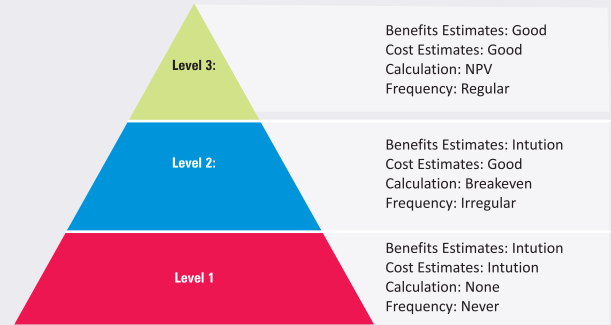 Level 3:
Benefits Estimates: Good
Cost Estimates: Good
Calculation: NPV
Frequency: Regular
Level 2:
Benefits Estimates: Intution
Cost Estimates: Good
Calculation: Breakeven
Frequency: Irregular
Level 1
Benefits Estimates: Intution
Cost Estimates: Intution
Calculation: None
Frequency: Never